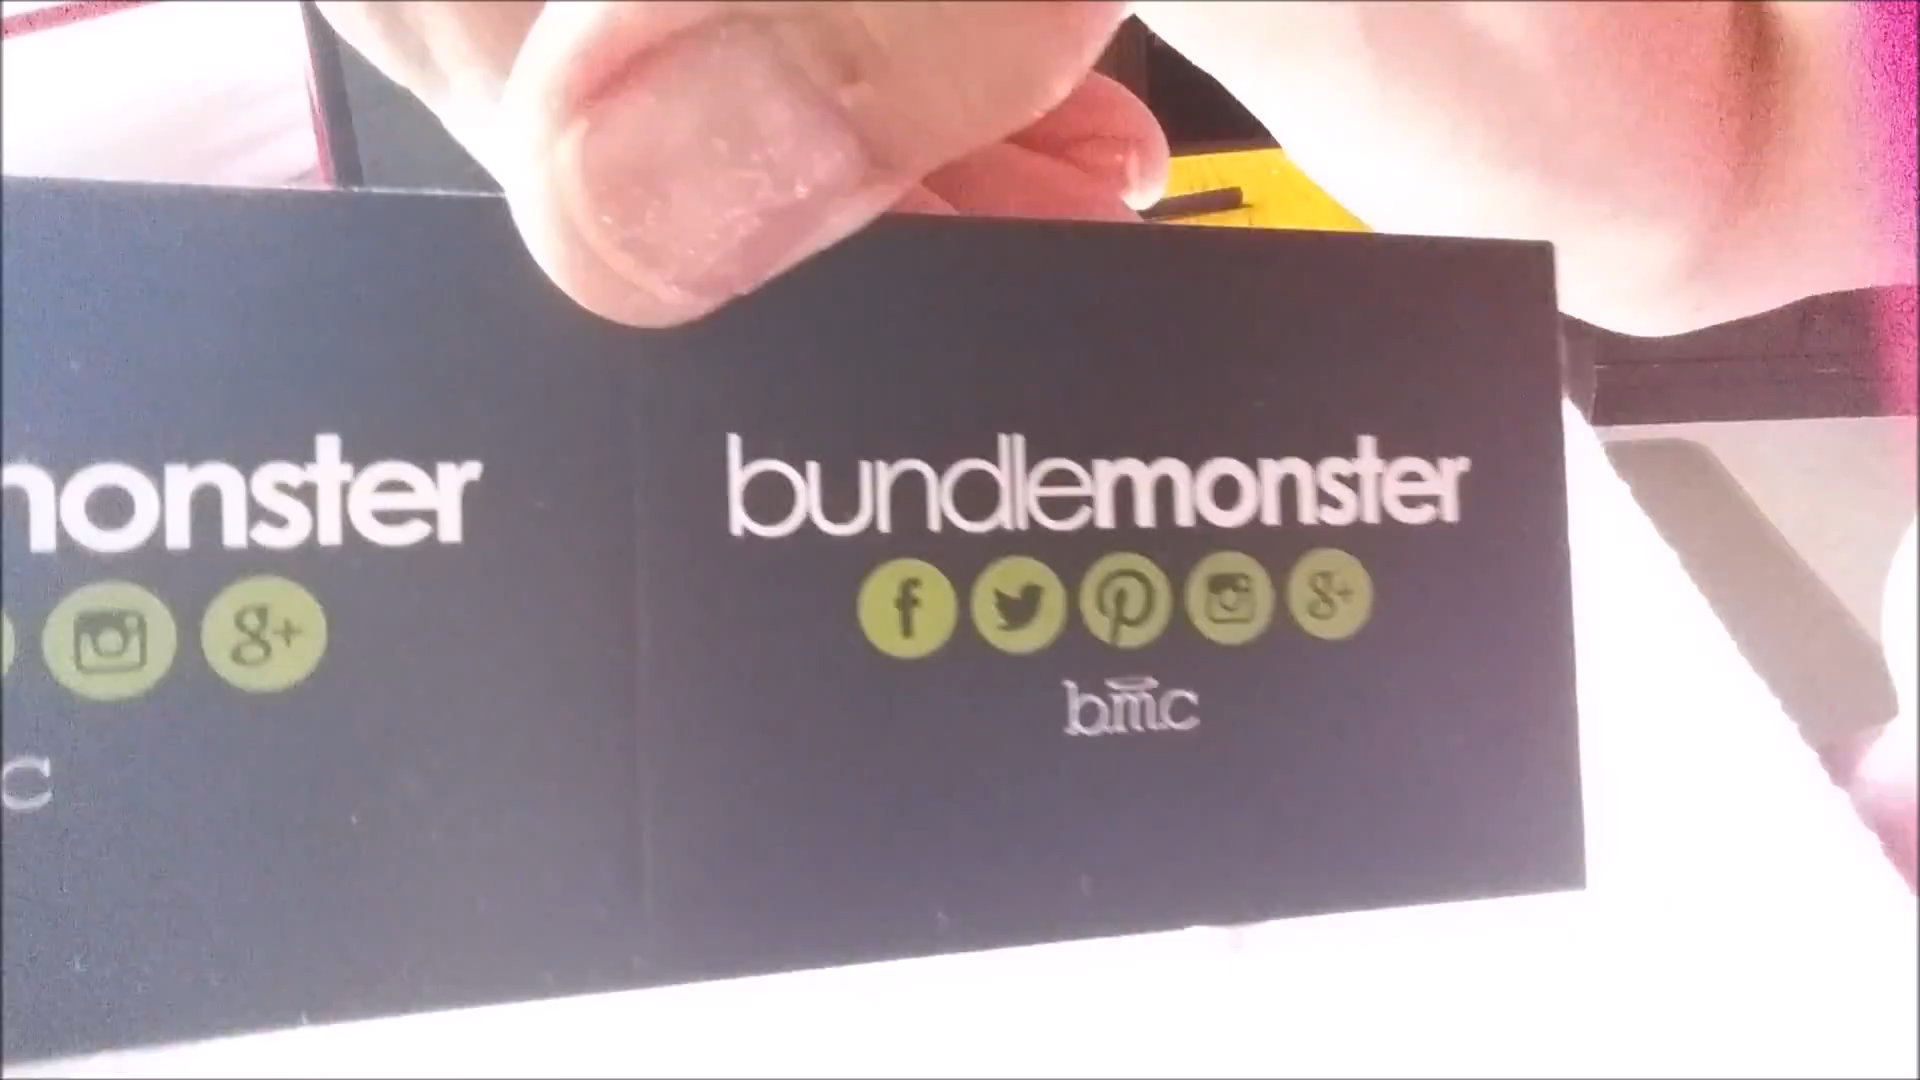 monster
bundlemonster
g+
f g+
c
bmc